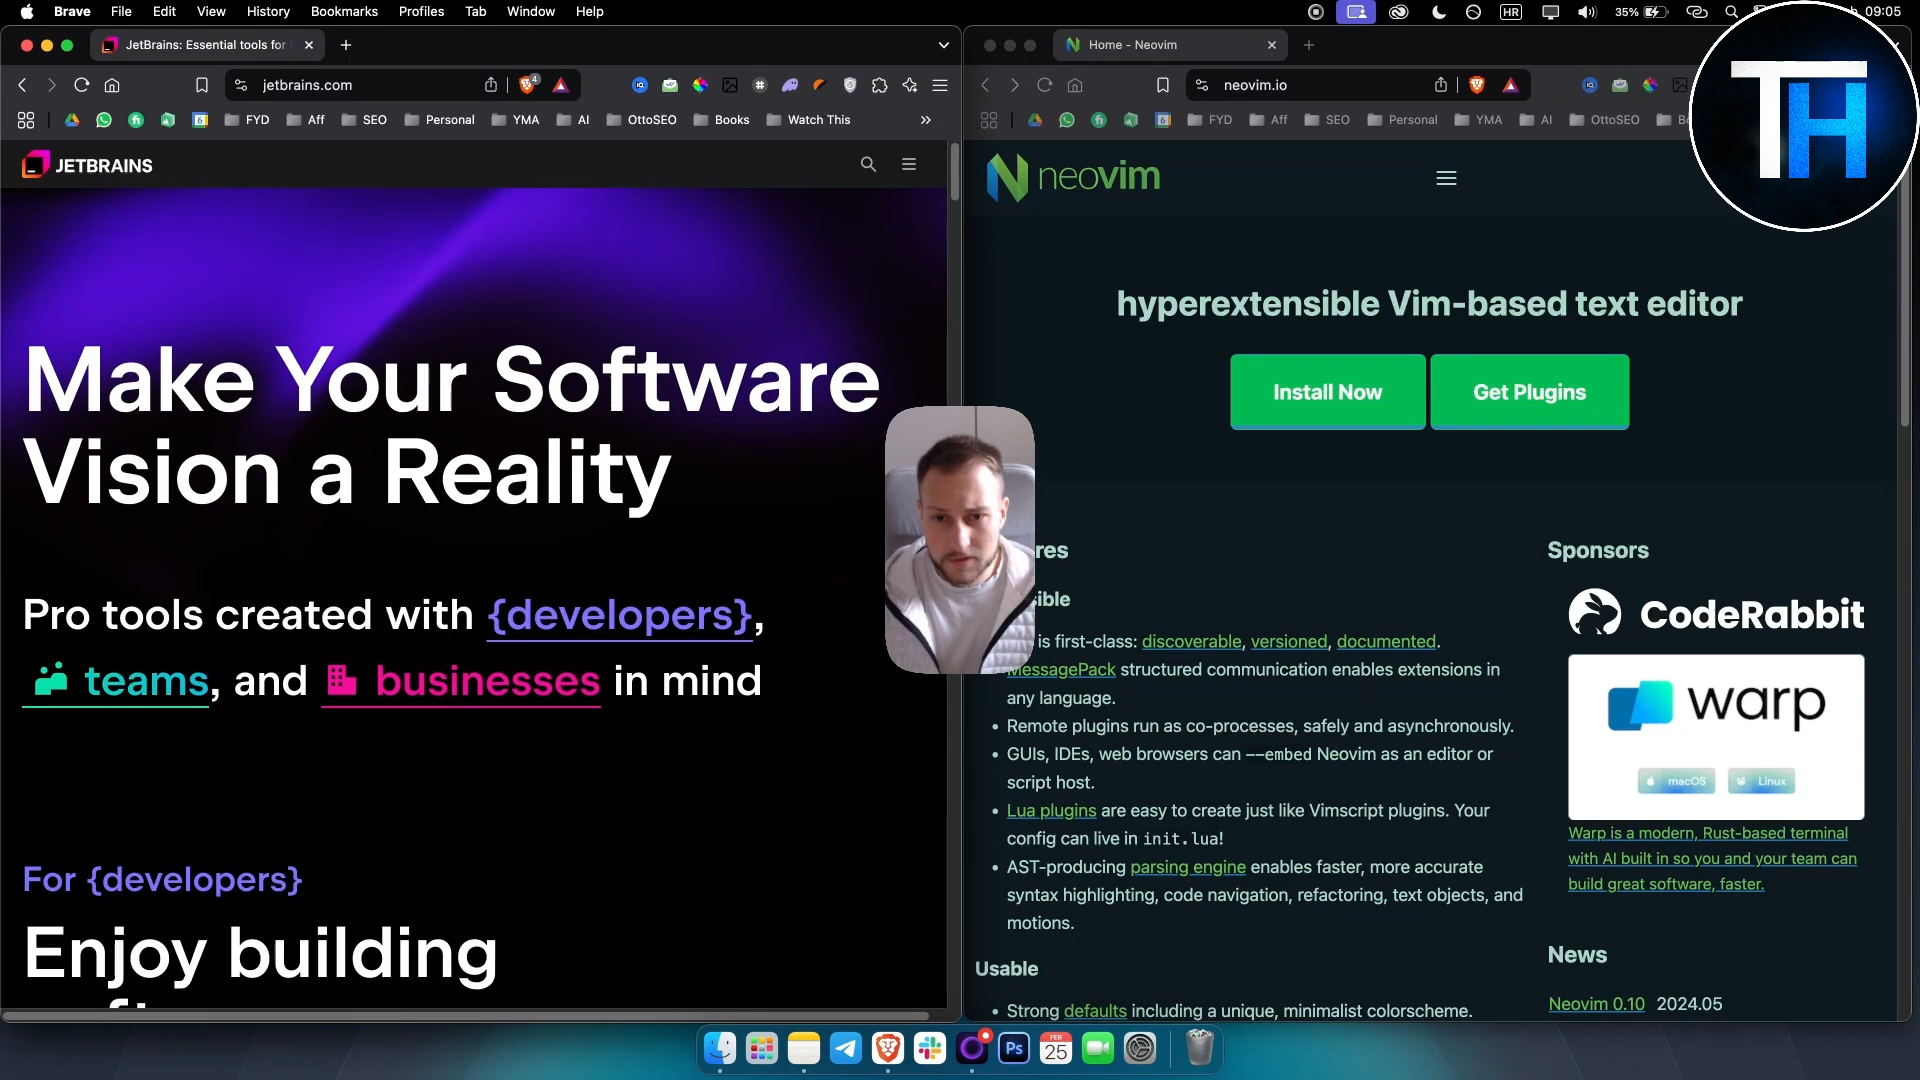 Brave File Edit View History Bookmarks Profiles Tab Window Help
HR 35% 09:05
JetBrains: Essential tools for
jetbrains.com
4
FYD Aff SEO Personal YMA AI OttoSEO Books Watch This
JETBRAINS
Make Your Software
Vision a Reality
Pro tools created with {developers},
teams, and businesses in mind
For {developers}
Enjoy building
Home - Neovim
neovim.io
FYD Aff SEO Personal YMA AI OttoSEO
TH
neovim
hyperextensible Vim-based text editor
Install Now Get Plugins
is first-class: discoverable, versioned, documented.
MessagePack structured communication enables extensions in
any language.
• Remote plugins run as co-processes, safely and asynchronously.
• GUIs, IDEs, web browsers can --embed Neovim as an editor or
script host.
• Lua plugins are easy to create just like Vimscript plugins. Your
config can live in init.lua!
• AST-producing parsing engine enables faster, more accurate
syntax highlighting, code navigation, refactoring, text objects, and
motions.
Usable
• Strong defaults including a unique, minimalist colorscheme.
Sponsors
CodeRabbit
warp
macOS Linux
Warp is a modern, Rust-based terminal
with AI built in so you and your team can
build great software, faster.
News
Neovim 0.10 2024.05
Ps
FEB
25